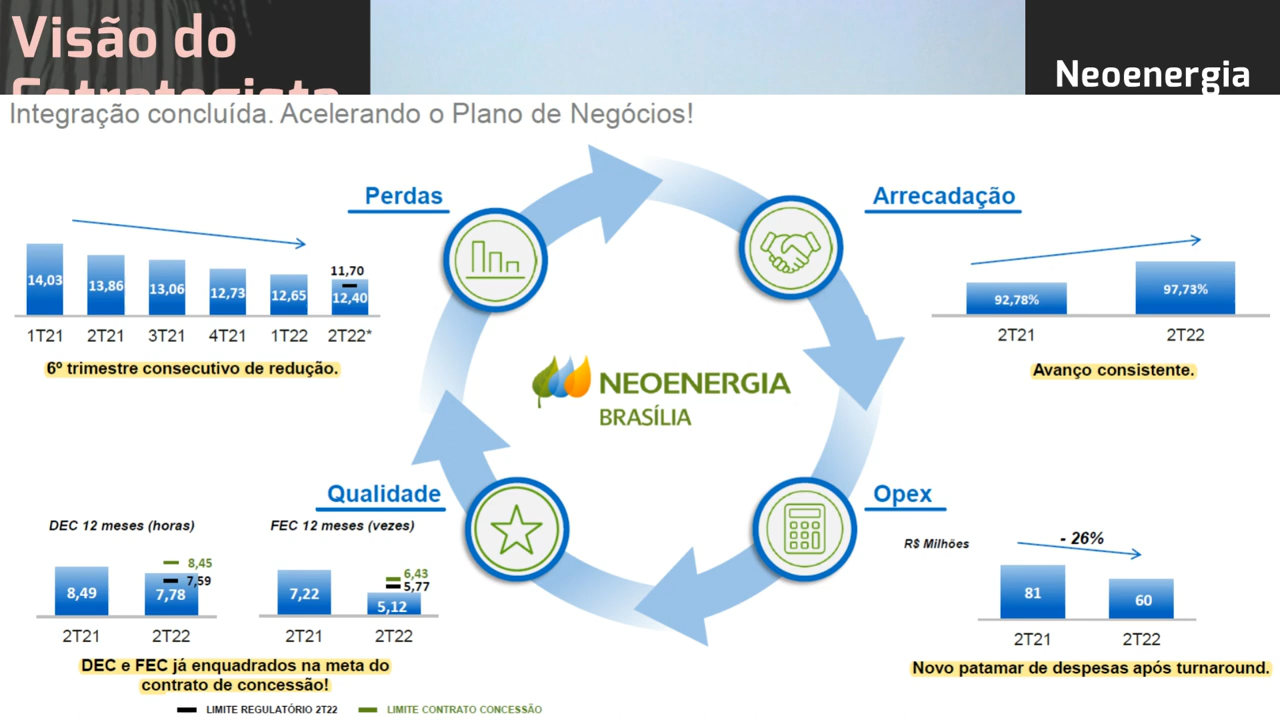 Visão do
Estrategista
Neoenergia
Integração concluída. Acelerando o Plano de Negócios!
Perdas
14,03
13,86
13,06
12,73
12,65
11,70
12,40
1T21
2T21
3T21
4T21
1T22
2T22*
6º trimestre consecutivo de redução.
Arrecadação
92,78%
97,73%
2T21
2T22
Avanço consistente.
NEOENERGIA
BRASÍLIA
Qualidade
DEC 12 meses (horas)
8,49
8,45
7,59
7,78
2T21
2T22
FEC 12 meses (vezes)
7,22
6,43
5,77
5,12
2T21
2T22
DEC e FEC já enquadrados na meta do
contrato de concessão!
LIMITE REGULATÓRIO 2T22
LIMITE CONTRATO CONCESSÃO
Opex
R$ Milhões
- 26%
81
60
2T21
2T22
Novo patamar de despesas após turnaround.